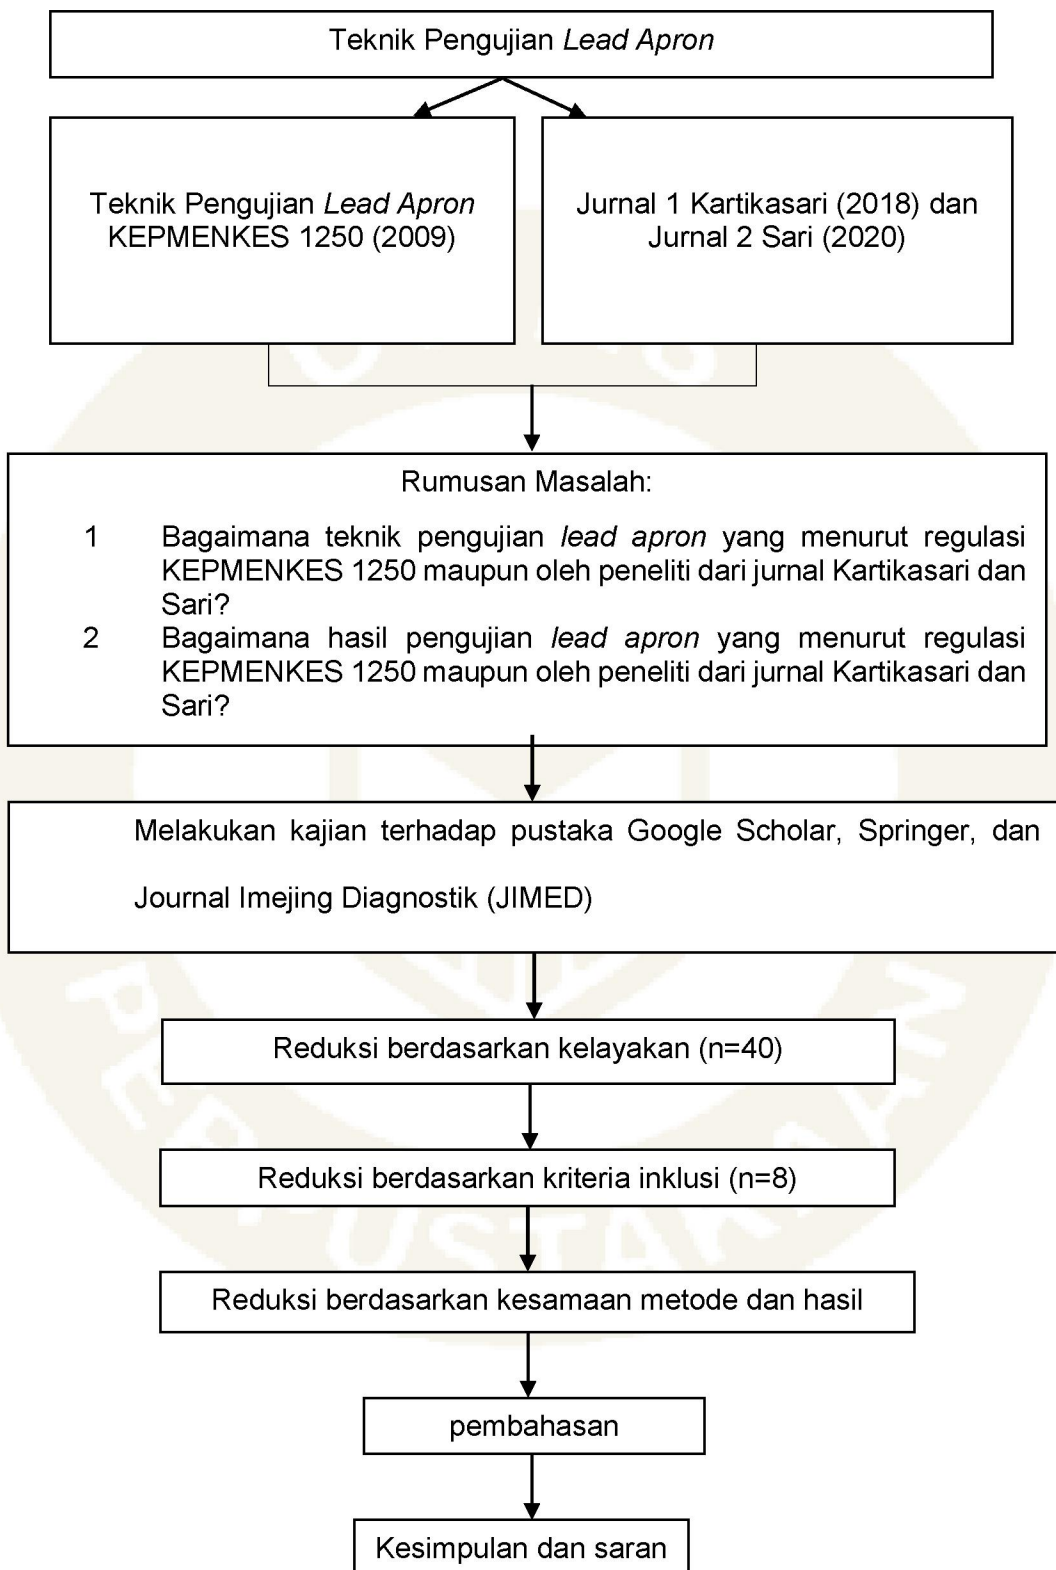 Teknik Pengujian Lead Apron
Teknik Pengujian Lead Apron
KEPMENKES 1250 (2009)
Jurnal 1 Kartikasari (2018) dan
Jurnal 2 Sari (2020)
Rumusan Masalah:
1 Bagaimana teknik pengujian lead apron yang menurut regulasi
KEPMENKES 1250 maupun oleh peneliti dari jurnal Kartikasari dan
Sari?
2 Bagaimana hasil pengujian lead apron yang menurut regulasi
KEPMENKES 1250 maupun oleh peneliti dari jurnal Kartikasari dan
Sari?
Melakukan kajian terhadap pustaka Google Scholar, Springer, dan
Journal Imejing Diagnostik (JIMED)
Reduksi berdasarkan kelayakan (n=40)
Reduksi berdasarkan kriteria inklusi (n=8)
Reduksi berdasarkan kesamaan metode dan hasil
pembahasan
Kesimpulan dan saran
PERPUSTAKAAN